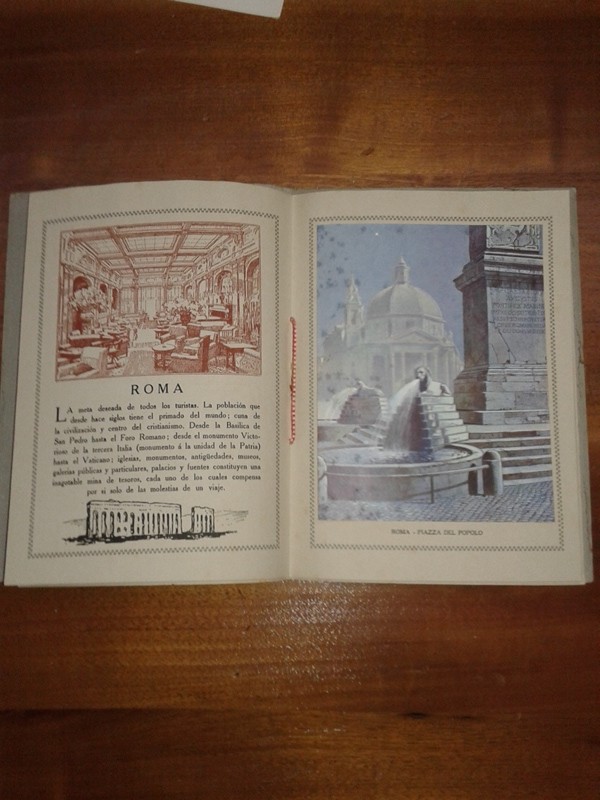 ROMA
LA meta deseada de todos los turistas. La población que
desde hace siglos tiene el primado del mundo; cuna de
la civilización y centro del cristianismo. Desde la Basílica de
San Pedro hasta el Foro Romano; desde el monumento Victo-
rioso de la tercera Italia (monumento á la unidad de la Patria)
hasta el Vaticano; iglesias, monumentos, antigüedades, museos,
galerías públicas y particulares, palacios y fuentes constituyen una
inagotable mina de tesoros, cada uno de los cuales compensa
por si solo de las molestias de un viaje.
ROMA - PIAZZA DEL POPOLO